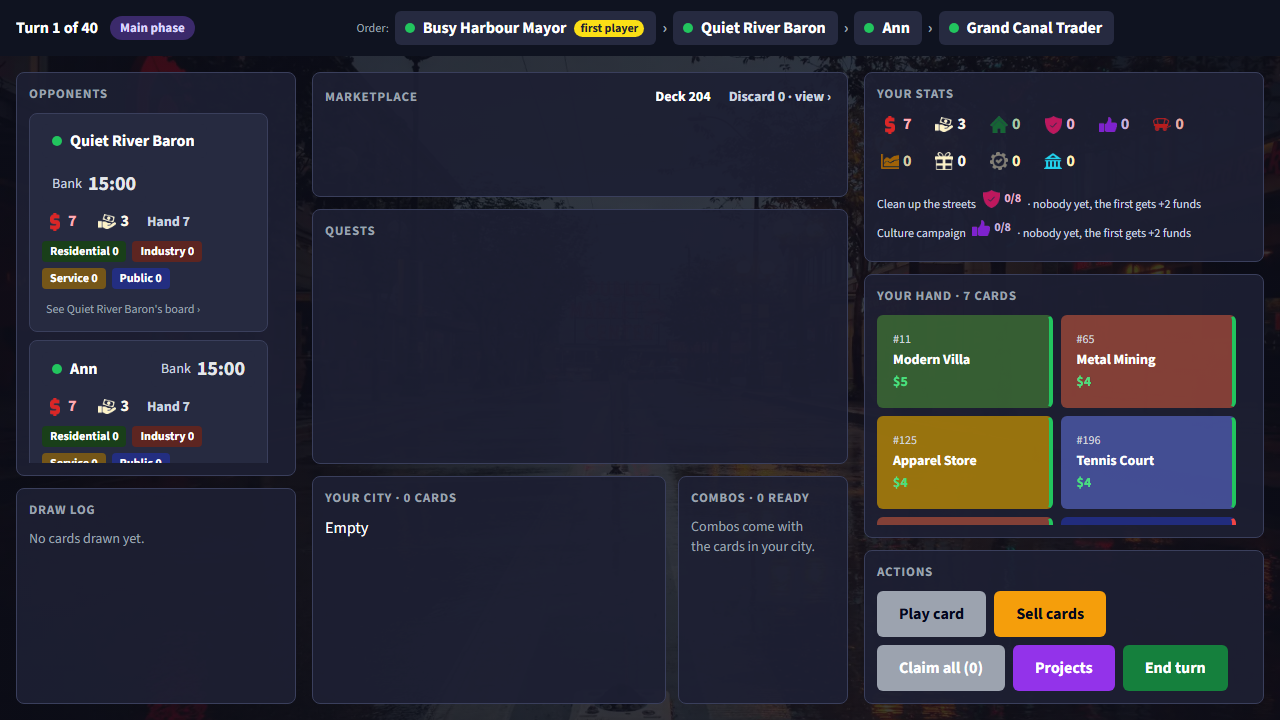 Turn 1 of 40
Main phase
Order:
Busy Harbour Mayor
first player
›
Quiet River Baron
›
Ann
›
Grand Canal Trader
OPPONENTS
Quiet River Baron
Bank 15:00
7
3
Hand 7
Residential 0
Industry 0
Service 0
Public 0
See Quiet River Baron's board ›
Ann
Bank 15:00
7
3
Hand 7
Residential 0
Industry 0
Service 0
Public 0
DRAW LOG
No cards drawn yet.
MARKETPLACE
Deck 204
Discard 0 · view ›
QUESTS
YOUR CITY · 0 CARDS
Empty
COMBOS · 0 READY
Combos come with
the cards in your city.
YOUR STATS
7 3 0 0 0 0
0 0 0 0
Clean up the streets 0/8 · nobody yet, the first gets +2 funds
Culture campaign 0/8 · nobody yet, the first gets +2 funds
YOUR HAND · 7 CARDS
#11
Modern Villa
$5
#65
Metal Mining
$4
#125
Apparel Store
$4
#196
Tennis Court
$4
ACTIONS
Play card
Sell cards
Claim all (0)
Projects
End turn